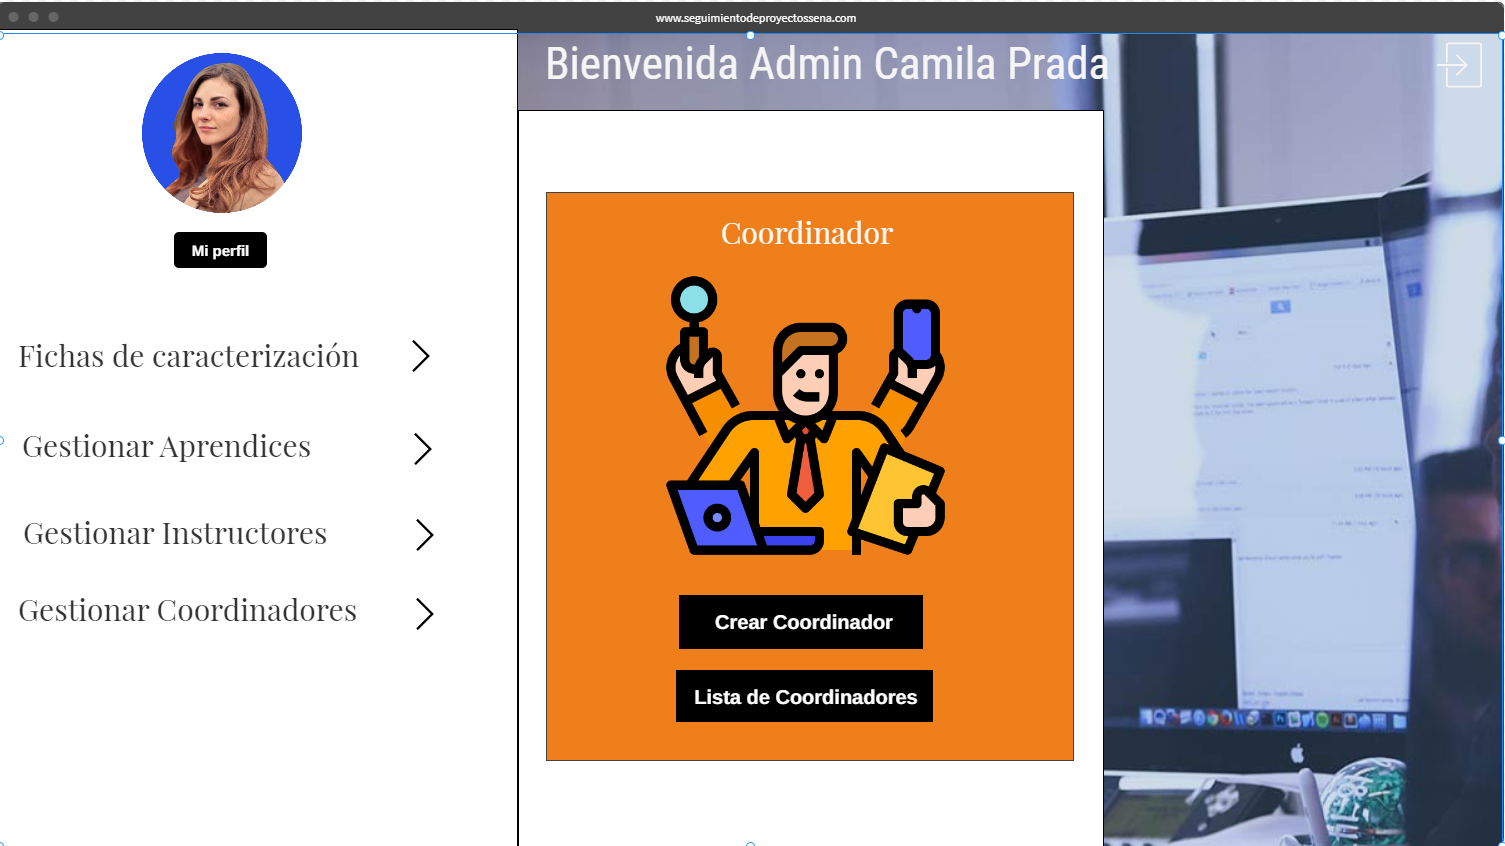 www.seguimientodeproyectossena.com
Bienvenida Admin Camila Prada
Mi perfil
Fichas de caracterización
Gestionar Aprendices
Gestionar Instructores
Gestionar Coordinadores
Coordinador
Crear Coordinador
Lista de Coordinadores